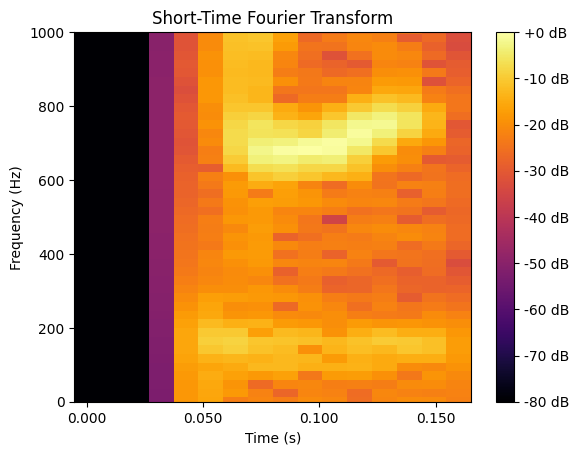 Short-Time Fourier Transform
Frequency (Hz)
1000
800
600
400
200
0
0.000
0.050
0.100
0.150
Time (s)
+0 dB
-10 dB
-20 dB
-30 dB
-40 dB
-50 dB
-60 dB
-70 dB
-80 dB